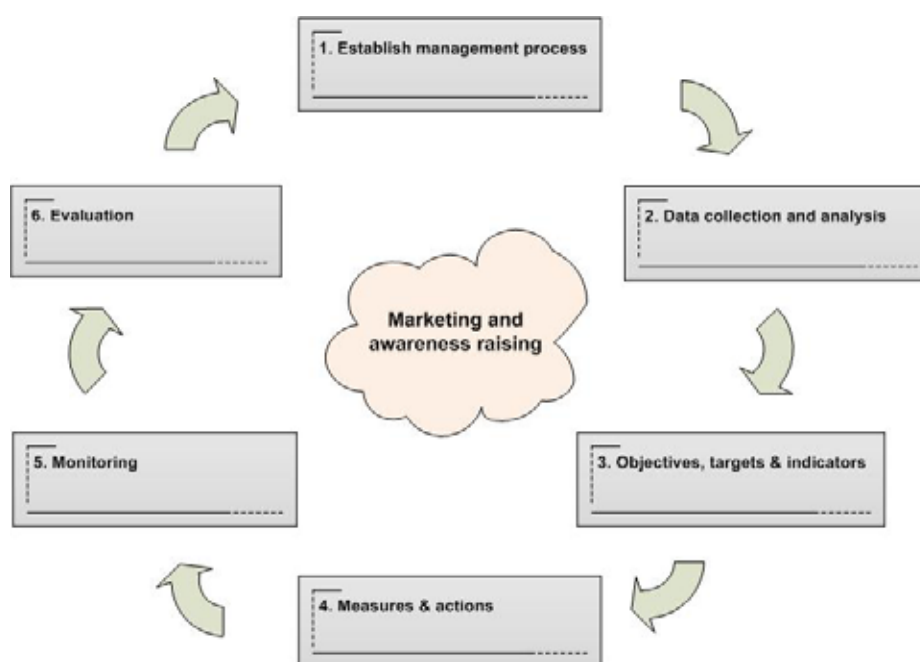 1. Establish management process
2. Data collection and analysis
3. Objectives, targets & indicators
4. Measures & actions
5. Monitoring
6. Evaluation
Marketing and
awareness raising